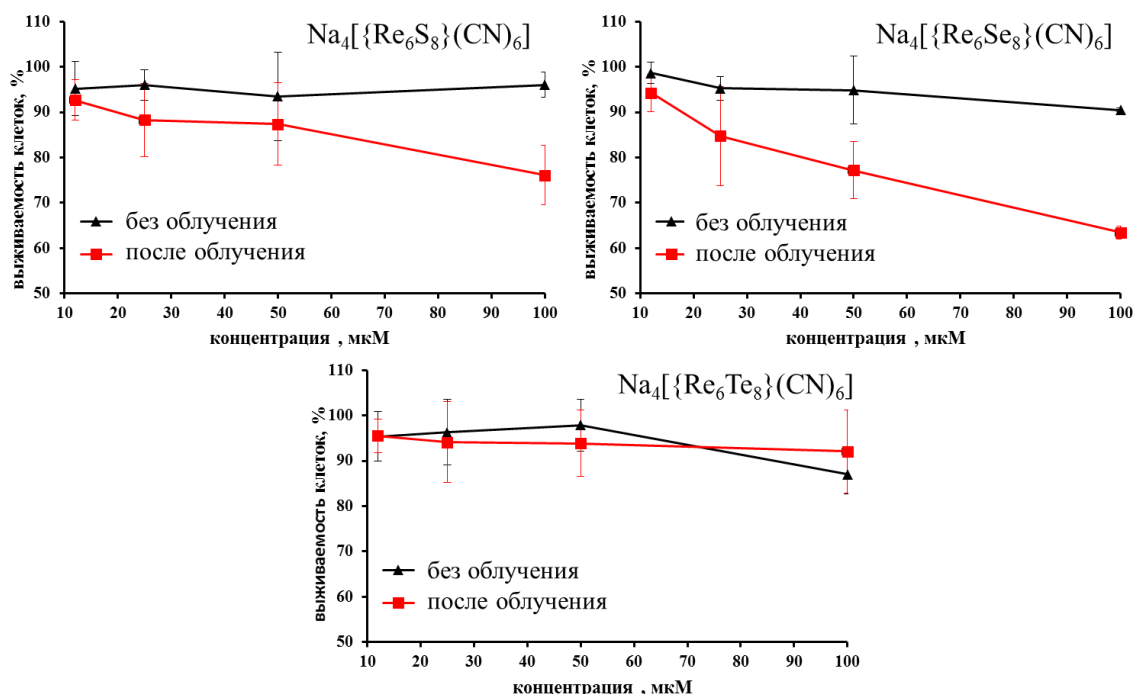 Na₄[{Re₆S₈}(CN)₆]
110
100
90
80
70
60
50
выживаемость клеток, %
без облучения
после облучения
10 20 30 40 50 60 70 80 90 100
концентрация , мкМ
Na₄[{Re₆Se₈}(CN)₆]
110
100
90
80
70
60
50
выживаемость клеток, %
без облучения
после облучения
10 20 30 40 50 60 70 80 90 100
концентрация , мкМ
Na₄[{Re₆Te₈}(CN)₆]
110
100
90
80
70
60
50
выживаемость клеток, %
без облучения
после облучения
10 20 30 40 50 60 70 80 90 100
концентрация , мкМ